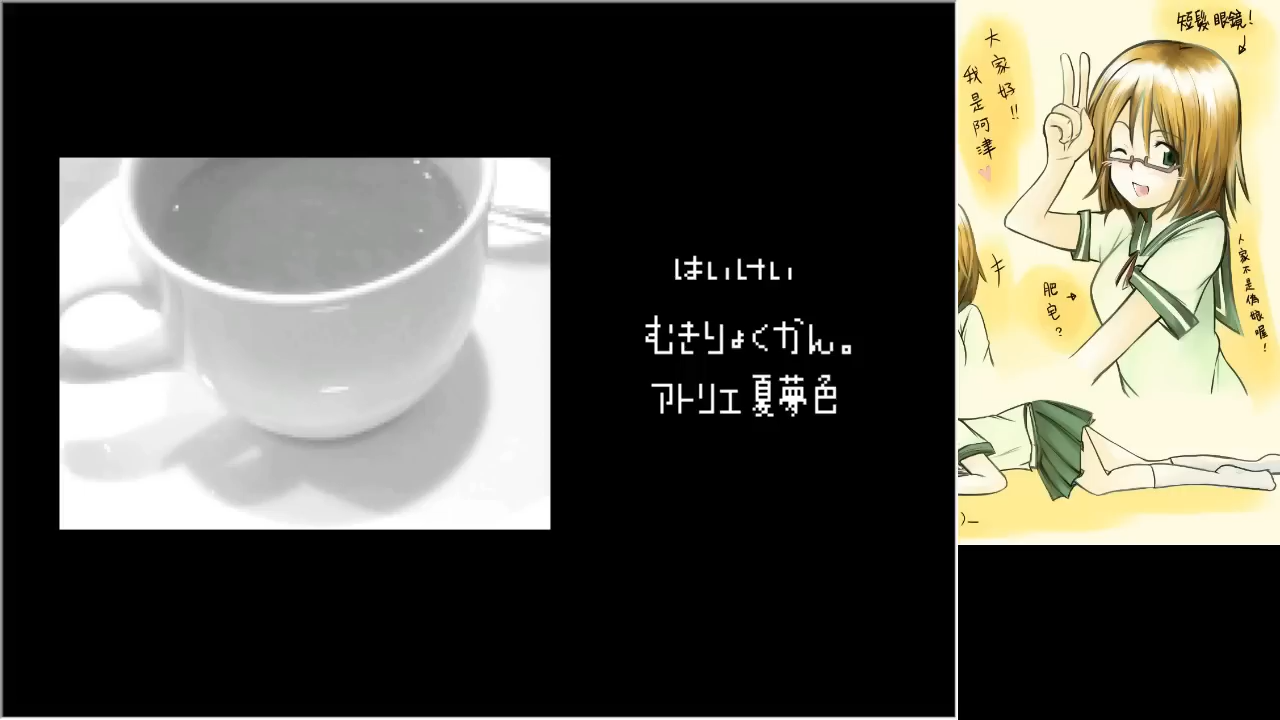 はいけい
むきりょくかん。
アトリエ夏夢色
短髮眼鏡!
大家好!!
我是阿津
人家不是偽娘喔!
肥皂?